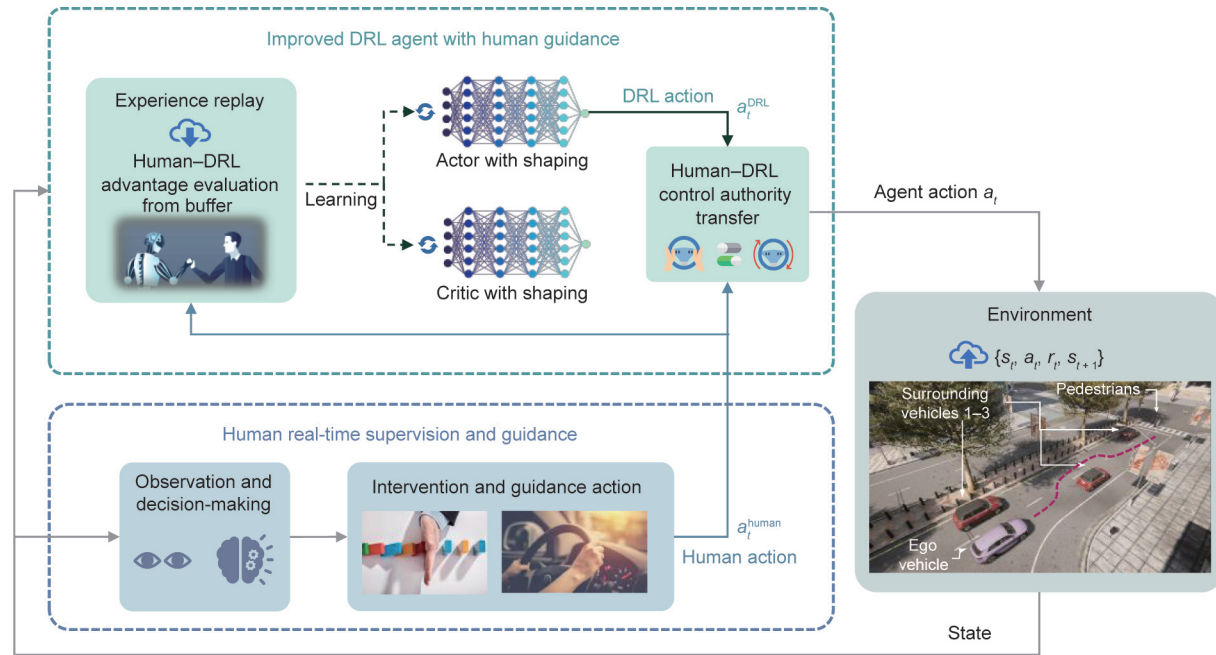 Improved DRL agent with human guidance
Experience replay
Human–DRL
advantage evaluation
from buffer
Learning
Actor with shaping
Critic with shaping
DRL action
a_t^DRL
Human–DRL
control authority
transfer
Agent action a_t
Environment
{s_t, a_t, r_t, s_{t + 1}}
Surrounding
vehicles 1–3
Pedestrians
Ego
vehicle
Human real-time supervision and guidance
Observation and
decision-making
Intervention and guidance action
a_t^human
Human action
State